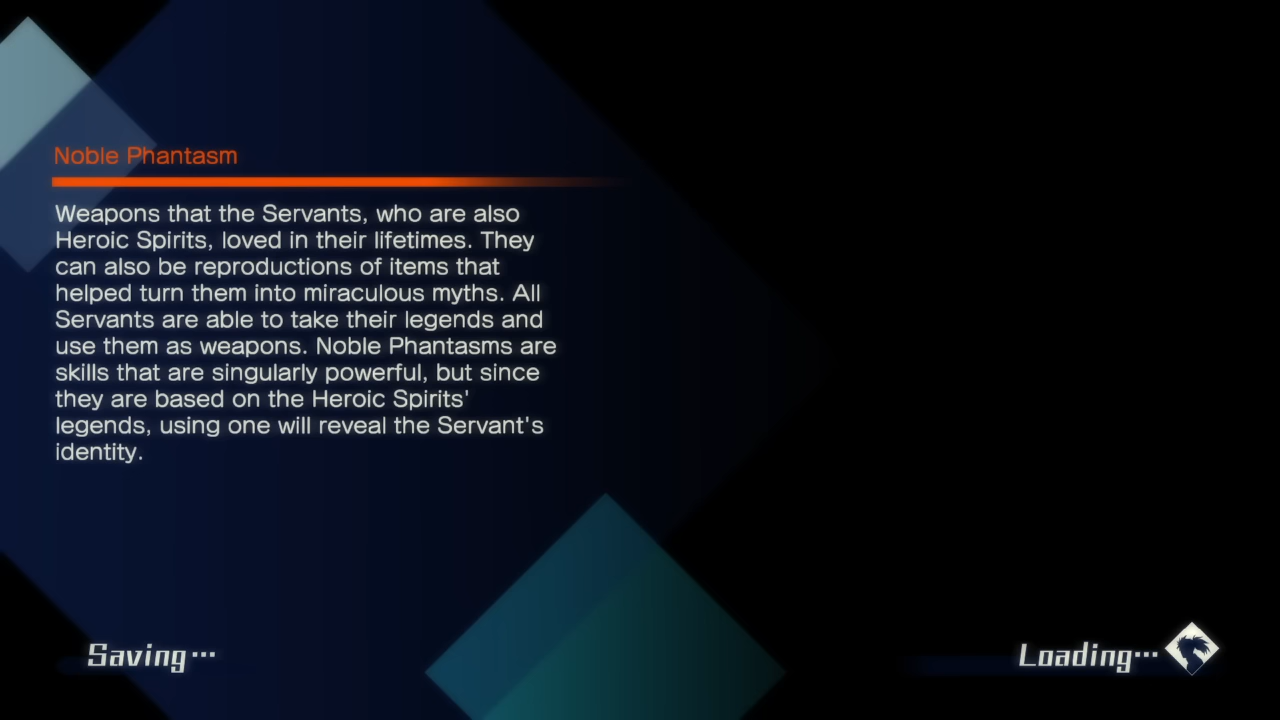 Noble Phantasm
Weapons that the Servants, who are also
Heroic Spirits, loved in their lifetimes. They
can also be reproductions of items that
helped turn them into miraculous myths. All
Servants are able to take their legends and
use them as weapons. Noble Phantasms are
skills that are singularly powerful, but since
they are based on the Heroic Spirits'
legends, using one will reveal the Servant's
identity.
Saving…
Loading…